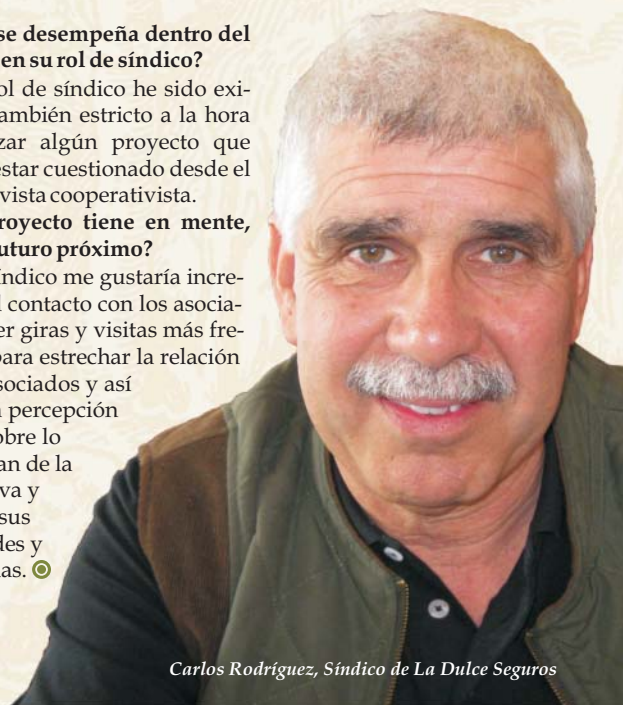 se desempeña dentro del
en su rol de síndico?
ol de síndico he sido exi-
ambién estricto a la hora
zar algún proyecto que
estar cuestionado desde el
vista cooperativista.
royecto tiene en mente,
uturo próximo?
índico me gustaría incre-
l contacto con los asocia-
er giras y visitas más fre-
para estrechar la relación
sociados y así
percepción
obre lo
an de la
va y
sus
des y
as.
Carlos Rodríguez, Síndico de La Dulce Seguros